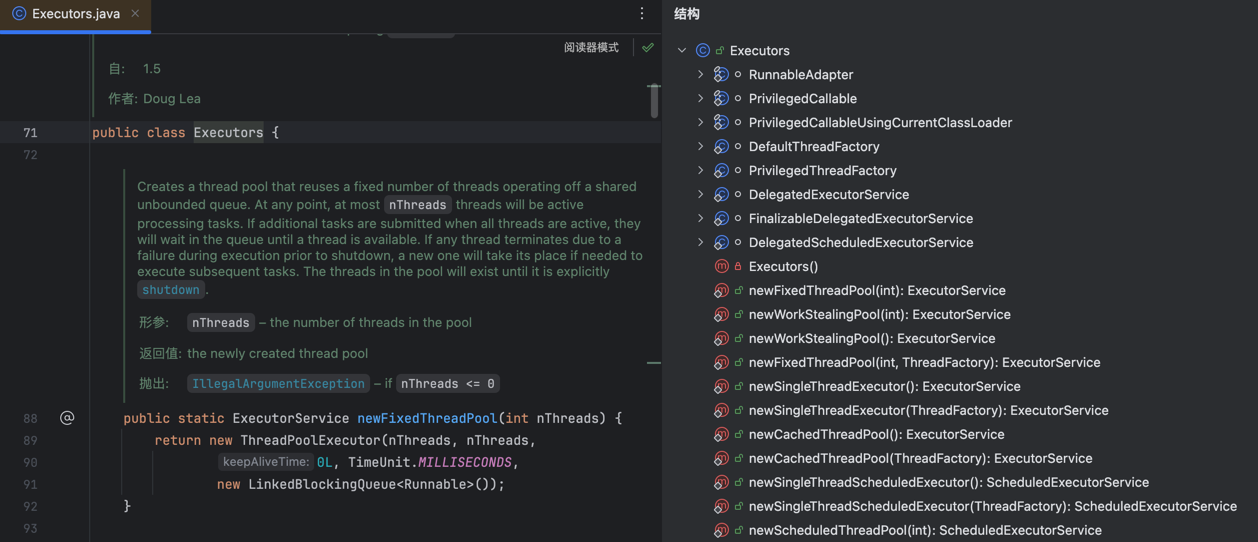 Executors.java
阅读器模式
自: 1.5
作者: Doug Lea
71 public class Executors {
72
Creates a thread pool that reuses a fixed number of threads operating off a shared
unbounded queue. At any point, at most nThreads threads will be active
processing tasks. If additional tasks are submitted when all threads are active, they
will wait in the queue until a thread is available. If any thread terminates due to a
failure during execution prior to shutdown, a new one will take its place if needed to
execute subsequent tasks. The threads in the pool will exist until it is explicitly
shutdown.
形参: nThreads – the number of threads in the pool
返回值: the newly created thread pool
抛出: IllegalArgumentException – if nThreads <= 0
88 @ public static ExecutorService newFixedThreadPool(int nThreads) {
89 return new ThreadPoolExecutor(nThreads, nThreads,
90 keepAliveTime: 0L, TimeUnit.MILLISECONDS,
91 new LinkedBlockingQueue<Runnable>());
92 }
93
结构
Executors
RunnableAdapter
PrivilegedCallable
PrivilegedCallableUsingCurrentClassLoader
DefaultThreadFactory
PrivilegedThreadFactory
DelegatedExecutorService
FinalizableDelegatedExecutorService
DelegatedScheduledExecutorService
Executors()
newFixedThreadPool(int): ExecutorService
newWorkStealingPool(int): ExecutorService
newWorkStealingPool(): ExecutorService
newFixedThreadPool(int, ThreadFactory): ExecutorService
newSingleThreadExecutor(): ExecutorService
newSingleThreadExecutor(ThreadFactory): ExecutorService
newCachedThreadPool(): ExecutorService
newCachedThreadPool(ThreadFactory): ExecutorService
newSingleThreadScheduledExecutor(): ScheduledExecutorService
newSingleThreadScheduledExecutor(ThreadFactory): ScheduledExecutorService
newScheduledThreadPool(int): ScheduledExecutorService